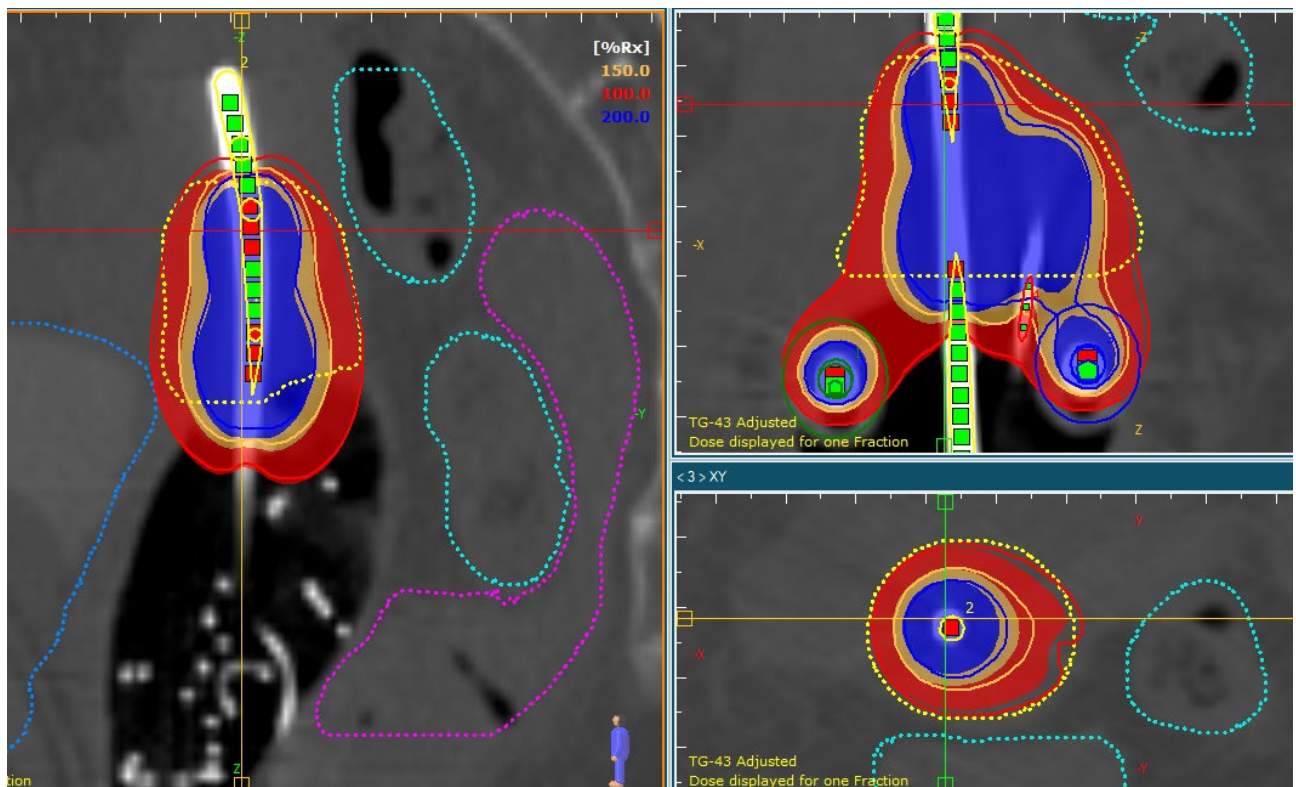 -Z
2
[%Rx]
150.0
100.0
200.0
-Y
Z
-Z
-X
TG-43 Adjusted
Dose displayed for one Fraction
Z
< 3 > XY
Y
2
-X
-Y
TG-43 Adjusted
Dose displayed for one Fraction
tion